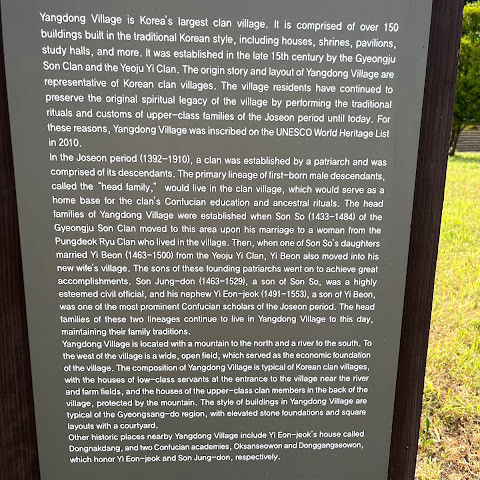 Yangdong Village is Korea's largest clan village. It is comprised of over 150
buildings built in the traditional Korean style, including houses, shrines, pavilions,
study halls, and more. It was established in the late 15th century by the Gyeongju
Son Clan and the Yeoju Yi Clan. The origin story and layout of Yangdong Village are
representative of Korean clan villages. The village residents have continued to
preserve the original spiritual legacy of the village by performing the traditional
rituals and customs of upper-class families of the Joseon period until today. For
these reasons, Yangdong Village was inscribed on the UNESCO World Heritage List
in 2010.
In the Joseon period (1392-1910), a clan was established by a patriarch and was
comprised of its descendants. The primary lineage of first-born male descendants,
called the "head family," would live in the clan village, which would serve as a
home base for the clan's Confucian education and ancestral rituals. The head
families of Yangdong Village were established when Son So (1433-1484) of the
Gyeongju Son Clan moved to this area upon his marriage to a woman from the
Pungdeok Ryu Clan who lived in the village. Then, when one of Son So's daughters
married Yi Beon (1463-1500) from the Yeoju Yi Clan, Yi Beon also moved into his
new wife's village. The sons of these founding patriarchs went on to achieve great
accomplishments. Son Jung-don (1463-1529), a son of Son So, was a highly
esteemed civil official, and his nephew Yi Eon-jeok (1491-1553), a son of Yi Beon,
was one of the most prominent Confucian scholars of the Joseon period. The head
families of these two lineages continue to live in Yangdong Village to this day,
maintaining their family traditions.
Yangdong Village is located with a mountain to the north and a river to the south. To
the west of the village is a wide, open field, which served as the economic foundation
of the village. The composition of Yangdong Village is typical of Korean clan villages,
with the houses of low-class servants at the entrance to the village near the river
and farm fields, and the houses of the upper-class clan members in the back of the
village, protected by the mountain. The style of buildings in Yangdong Village are
typical of the Gyeongsang-do region, with elevated stone foundations and square
layouts with a courtyard.
Other historic places nearby Yangdong Village include Yi Eon-jeok's house called
Dongnakdang, and two Confucian academies, Oksanseowon and Donggangseowon,
which honor Yi Eon-jeok and Son Jung-don, respectively.